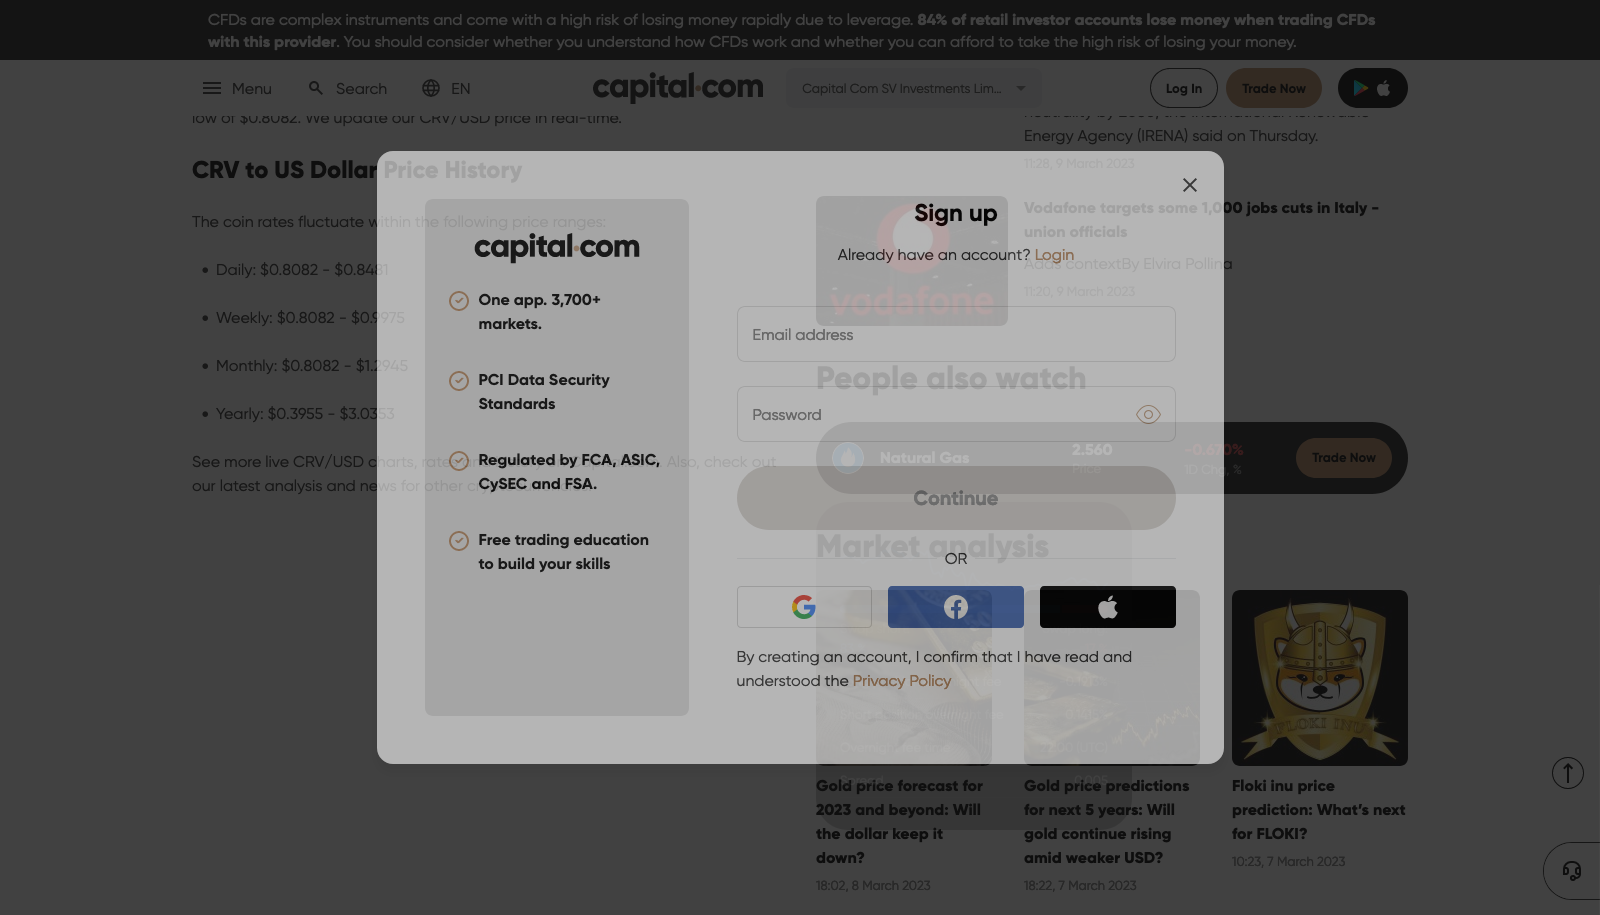 CFDs are complex instruments and come with a high risk of losing money rapidly due to leverage. 84% of retail investor accounts lose money when trading CFDs
with this provider. You should consider whether you understand how CFDs work and whether you can afford to take the high risk of losing your money.
Menu
Search
EN
capital.com
Capital Com SV Investments Lim...
Log In
Trade Now
low of $0.8082. We update our CRV/USD price in real-time.
CRV to US Dollar Price History
The coin rates fluctuate within the following price ranges:
• Daily: $0.8082 - $0.8481
• Weekly: $0.8082 - $0.9975
• Monthly: $0.8082 - $1.2945
• Yearly: $0.3955 - $3.0353
See more live CRV/USD charts, Also, check out
our latest analysis and news for other
capital.com
One app. 3,700+
markets.
PCI Data Security
Standards
Regulated by FCA, ASIC,
CySEC and FSA.
Free trading education
to build your skills
Sign up
Already have an account? Login
Email address
Password
Continue
OR
By creating an account, I confirm that I have read and
understood the Privacy Policy
neutrality by 2050, the International Renewable
Energy Agency (IRENA) said on Thursday.
11:28, 9 March 2023
vodafone
Vodafone targets some 1,000 jobs cuts in Italy -
union officials
Adds contextBy Elvira Pollina
11:20, 9 March 2023
People also watch
Natural Gas
2.560
Price
-0.670%
1D Chg, %
Trade Now
Market analysis
Gold price forecast for
2023 and beyond: Will
the dollar keep it
down?
18:02, 8 March 2023
Gold price predictions
for next 5 years: Will
gold continue rising
amid weaker USD?
18:22, 7 March 2023
FLOKI INU
Floki inu price
prediction: What's next
for FLOKI?
10:23, 7 March 2023